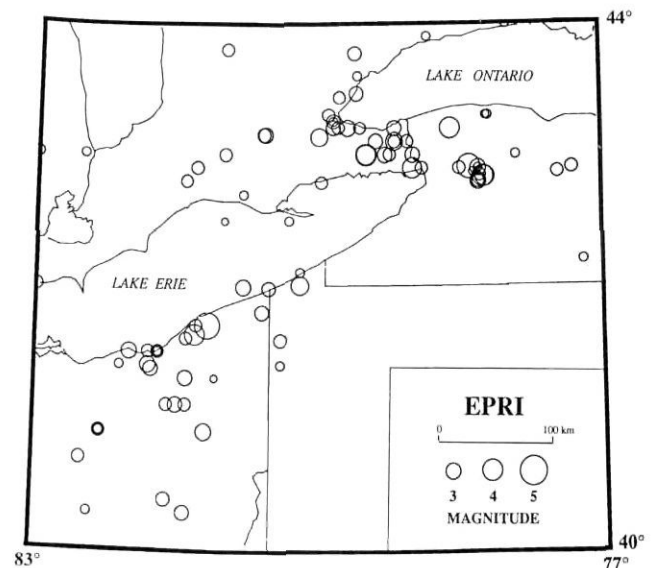 44°
LAKE ONTARIO
LAKE ERIE
EPRI
0 100 km
3 4 5
MAGNITUDE
40°
83° 77°